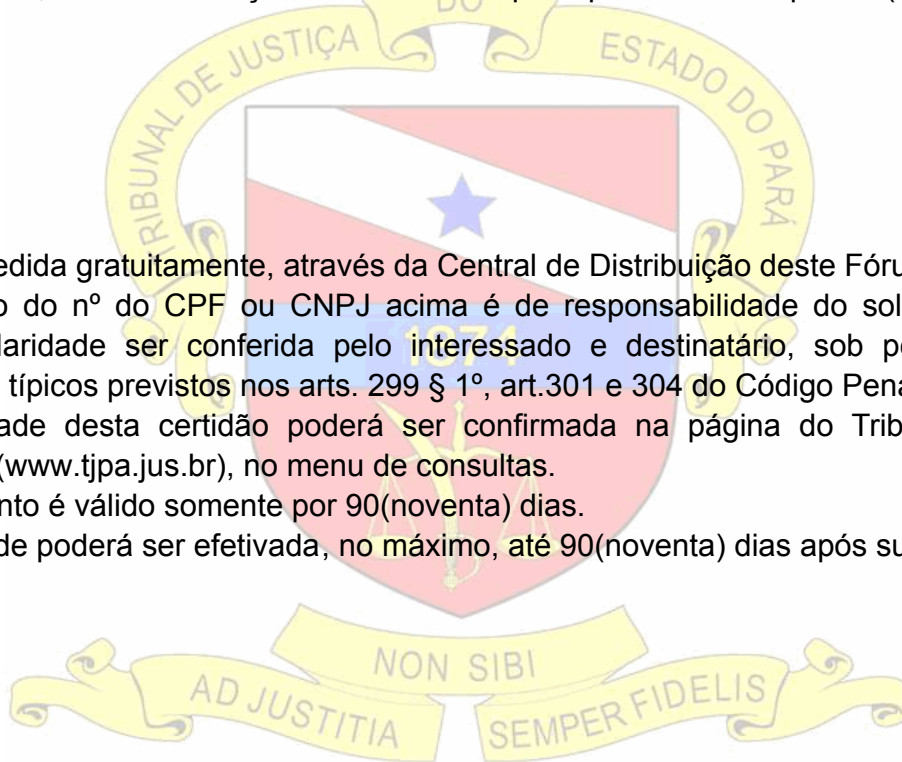 DO
TRIBUNAL DE JUSTIÇA
ESTADO DO PARÁ
edida gratuitamente, através da Central de Distribuição deste Fóru
o do nº do CPF ou CNPJ acima é de responsabilidade do sol
laridade ser conferida pelo interessado e destinatário, sob pe
típicos previstos nos arts. 299 § 1º, art.301 e 304 do Código Pena
1874
ade desta certidão poderá ser confirmada na página do Trib
(www.tjpa.jus.br), no menu de consultas.
nto é válido somente por 90(noventa) dias.
de poderá ser efetivada, no máximo, até 90(noventa) dias após su
NON SIBI
AD JUSTITIA
SEMPER FIDELIS